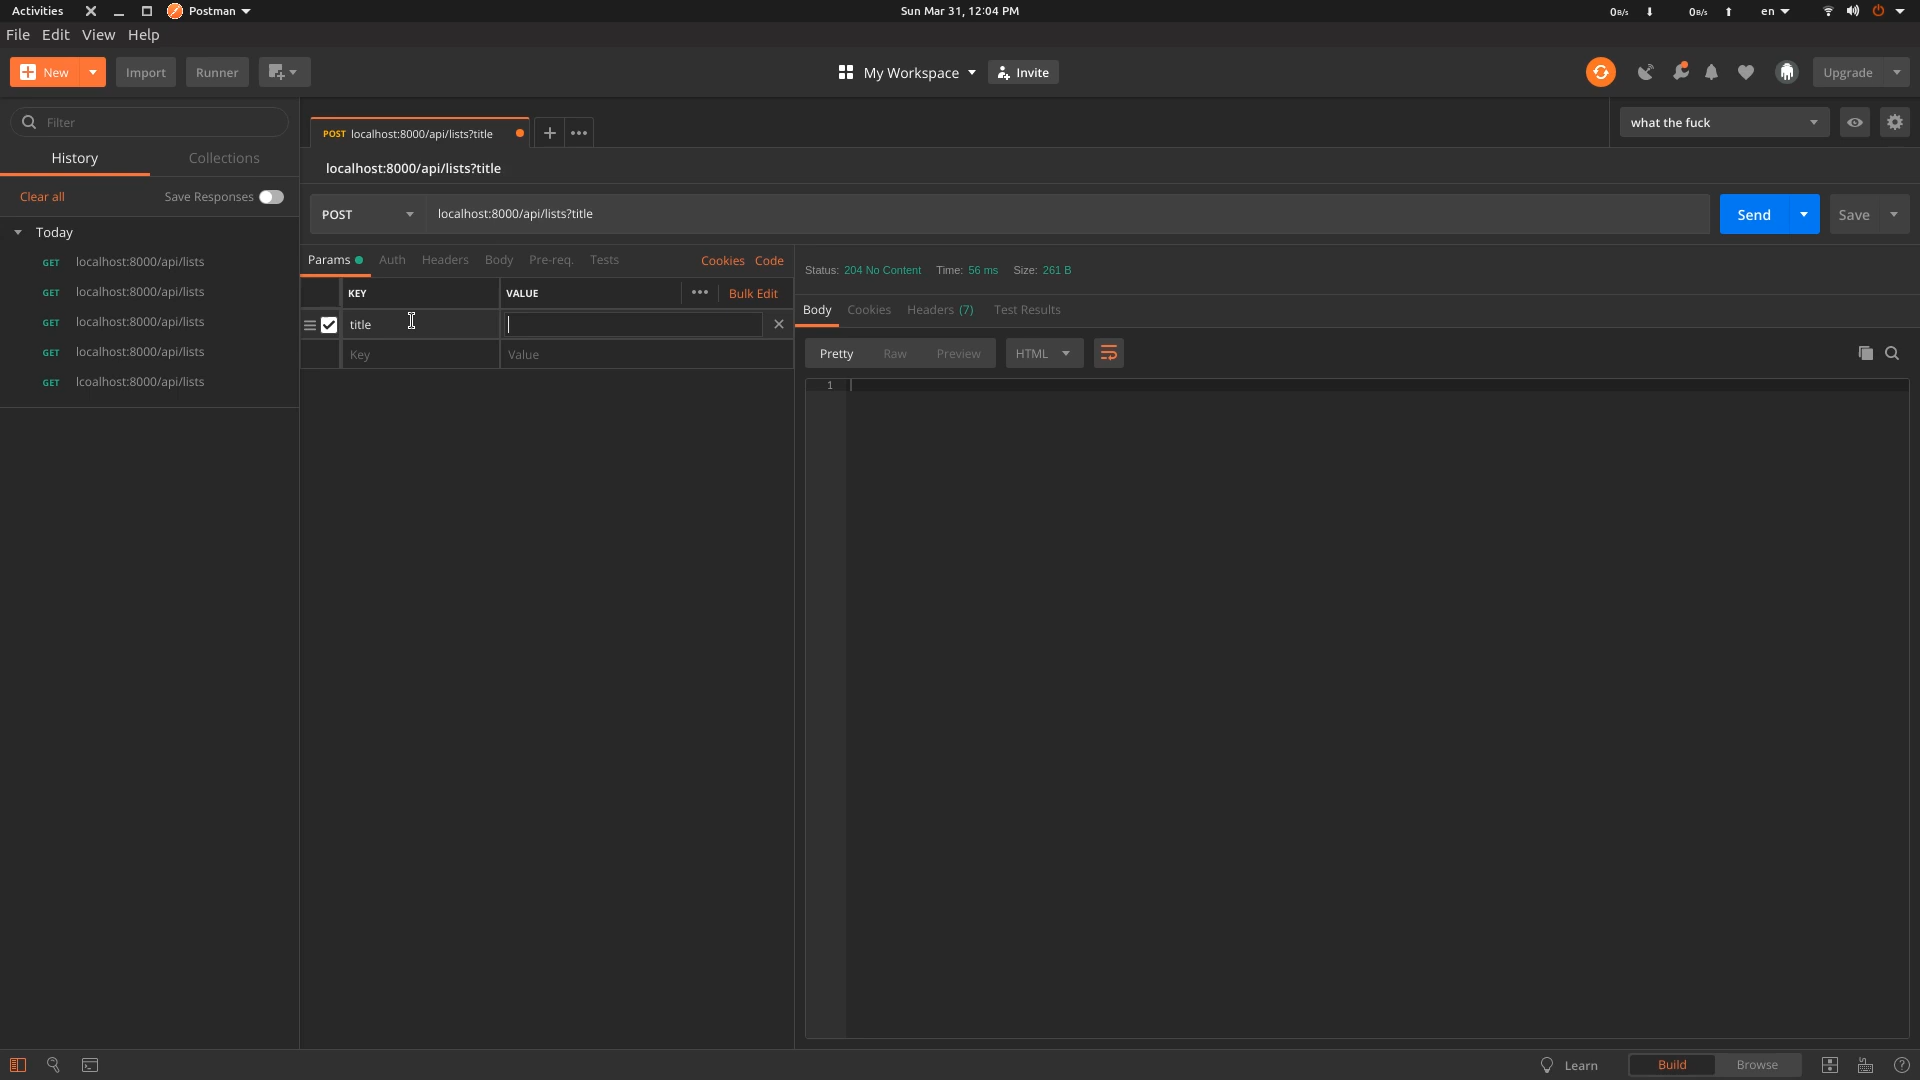 Activities Postman Sun Mar 31, 12:04 PM 0B/s 0B/s en
File Edit View Help
New Import Runner My Workspace Invite Upgrade
Filter
History Collections
Clear all Save Responses
Today
GET localhost:8000/api/lists
GET localhost:8000/api/lists
GET localhost:8000/api/lists
GET localhost:8000/api/lists
GET lcoalhost:8000/api/lists
POST localhost:8000/api/lists?title
what the fuck
localhost:8000/api/lists?title
POST localhost:8000/api/lists?title Send Save
Params Auth Headers Body Pre-req. Tests Cookies Code
KEY VALUE Bulk Edit
title
Key Value
Status: 204 No Content Time: 56 ms Size: 261 B
Body Cookies Headers (7) Test Results
Pretty Raw Preview HTML
1
Learn Build Browse